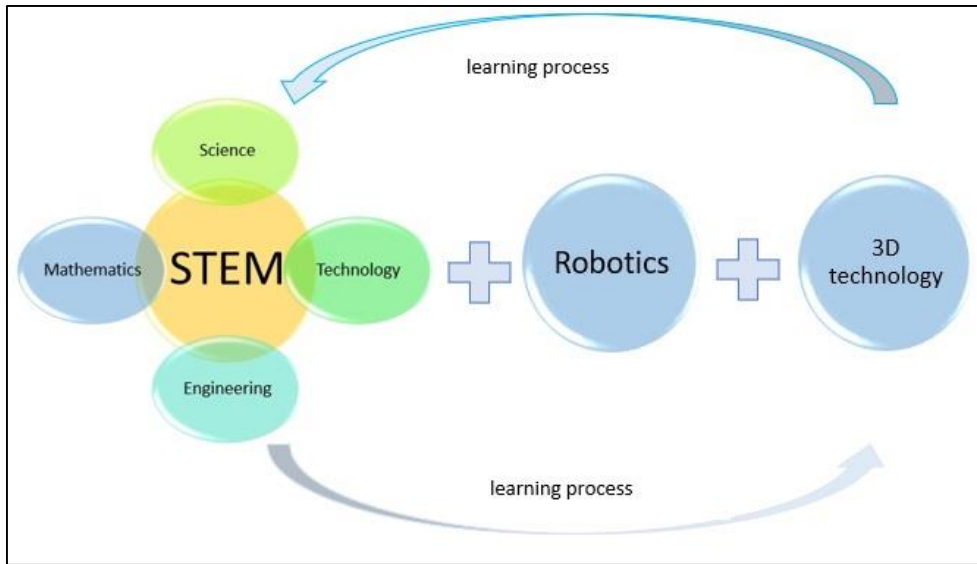 learning process
Science
Mathematics
STEM
Technology
Engineering
Robotics
3D
technology
learning process